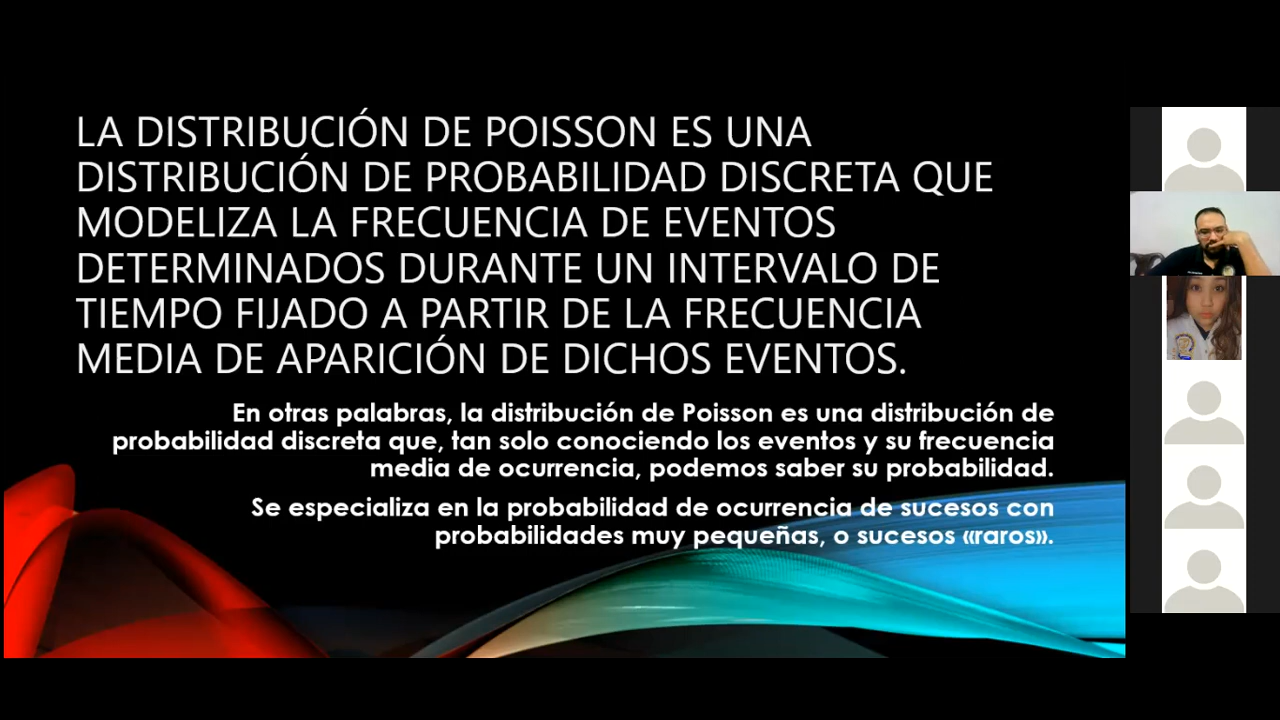 LA DISTRIBUCIÓN DE POISSON ES UNA
DISTRIBUCIÓN DE PROBABILIDAD DISCRETA QUE
MODELIZA LA FRECUENCIA DE EVENTOS
DETERMINADOS DURANTE UN INTERVALO DE
TIEMPO FIJADO A PARTIR DE LA FRECUENCIA
MEDIA DE APARICIÓN DE DICHOS EVENTOS.
En otras palabras, la distribución de Poisson es una distribución de
probabilidad discreta que, tan solo conociendo los eventos y su frecuencia
media de ocurrencia, podemos saber su probabilidad.
Se especializa en la probabilidad de ocurrencia de sucesos con
probabilidades muy pequeñas, o sucesos «raros».